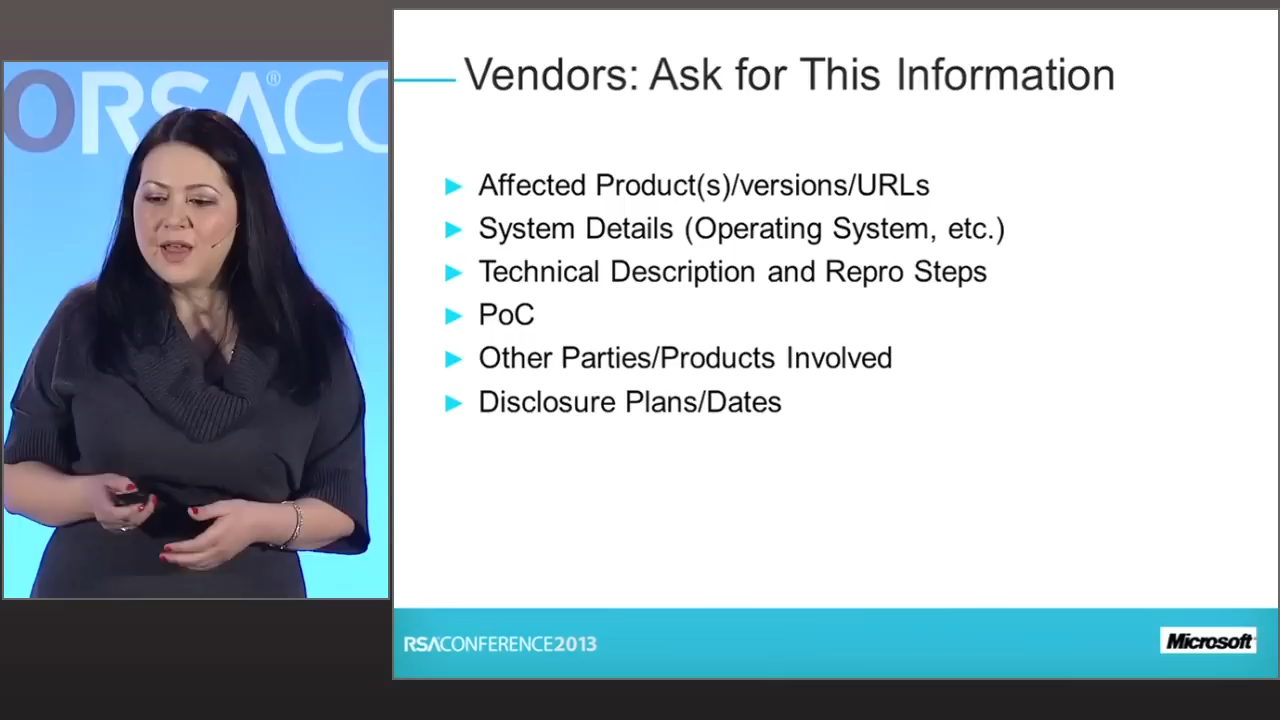 ORSACO
Vendors: Ask for This Information
Affected Product(s)/versions/URLs
System Details (Operating System, etc.)
Technical Description and Repro Steps
PoC
Other Parties/Products Involved
Disclosure Plans/Dates
RSACONFERENCE2013
Microsoft